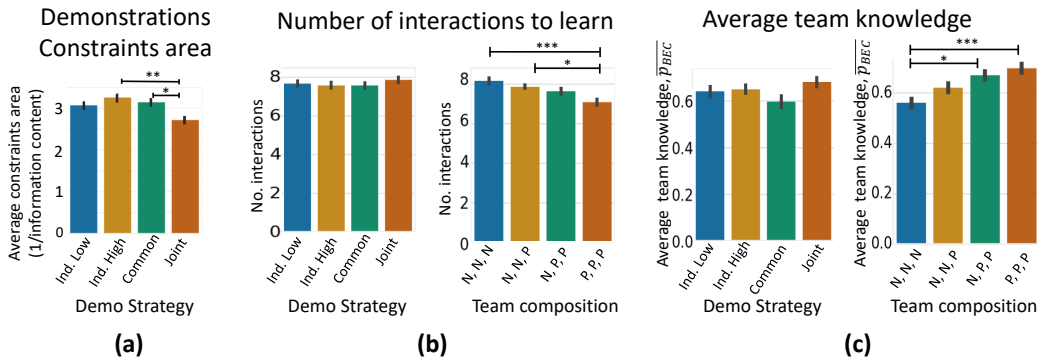 Demonstrations
Constraints area
Number of interactions to learn
Average team knowledge
Average constraints area
(1/information content)
3
2
1
0
**
*
Ind. Low
Ind. High
Common
Joint
Demo Strategy
(a)
No. interactions
8
6
4
2
0
Ind. Low
Ind. High
Common
Joint
Demo Strategy
No. interactions
8
6
4
2
0
***
*
N, N, N
N, N, P
N, P, P
P, P, P
Team composition
(b)
Average team knowledge, p_BEC
0.6
0.4
0.2
0.0
Ind. Low
Ind. High
Common
Joint
Demo Strategy
Average team knowledge, p_BEC
0.6
0.4
0.2
0.0
***
*
N, N, N
N, N, P
N, P, P
P, P, P
Team composition
(c)